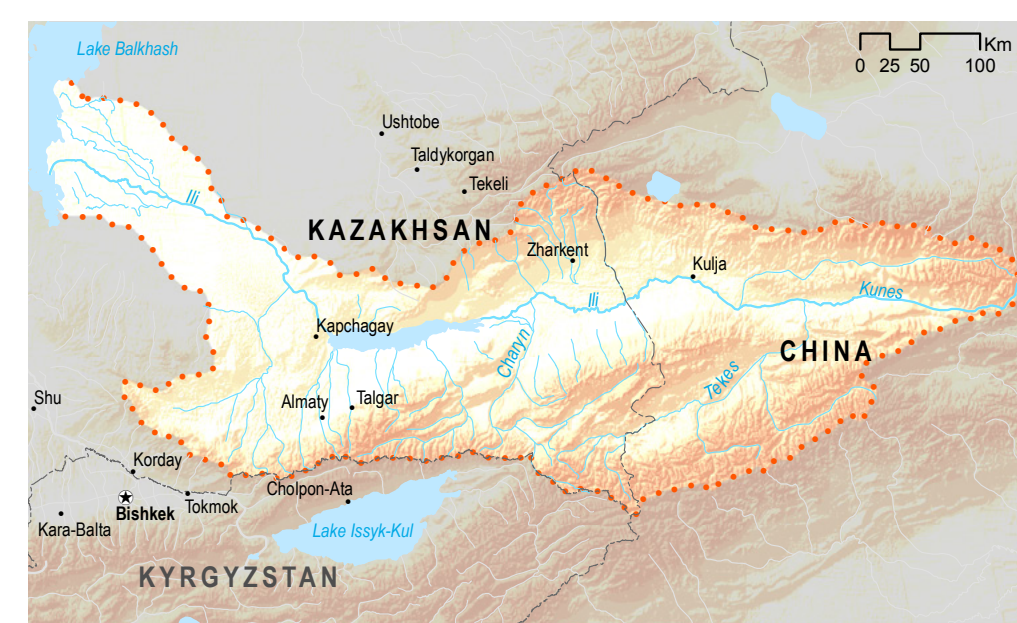 Lake Balkhash
Km
0 25 50 100
Ushtobe
Taldykorgan
Tekeli
Ili
KAZAKHSAN
Zharkent
Kulja
Kunes
Ili
Kapchagay
Charyn
CHINA
Tekes
Shu
Almaty
Talgar
Korday
Cholpon-Ata
Tokmok
Bishkek
Kara-Balta
Lake Issyk-Kul
KYRGYZSTAN